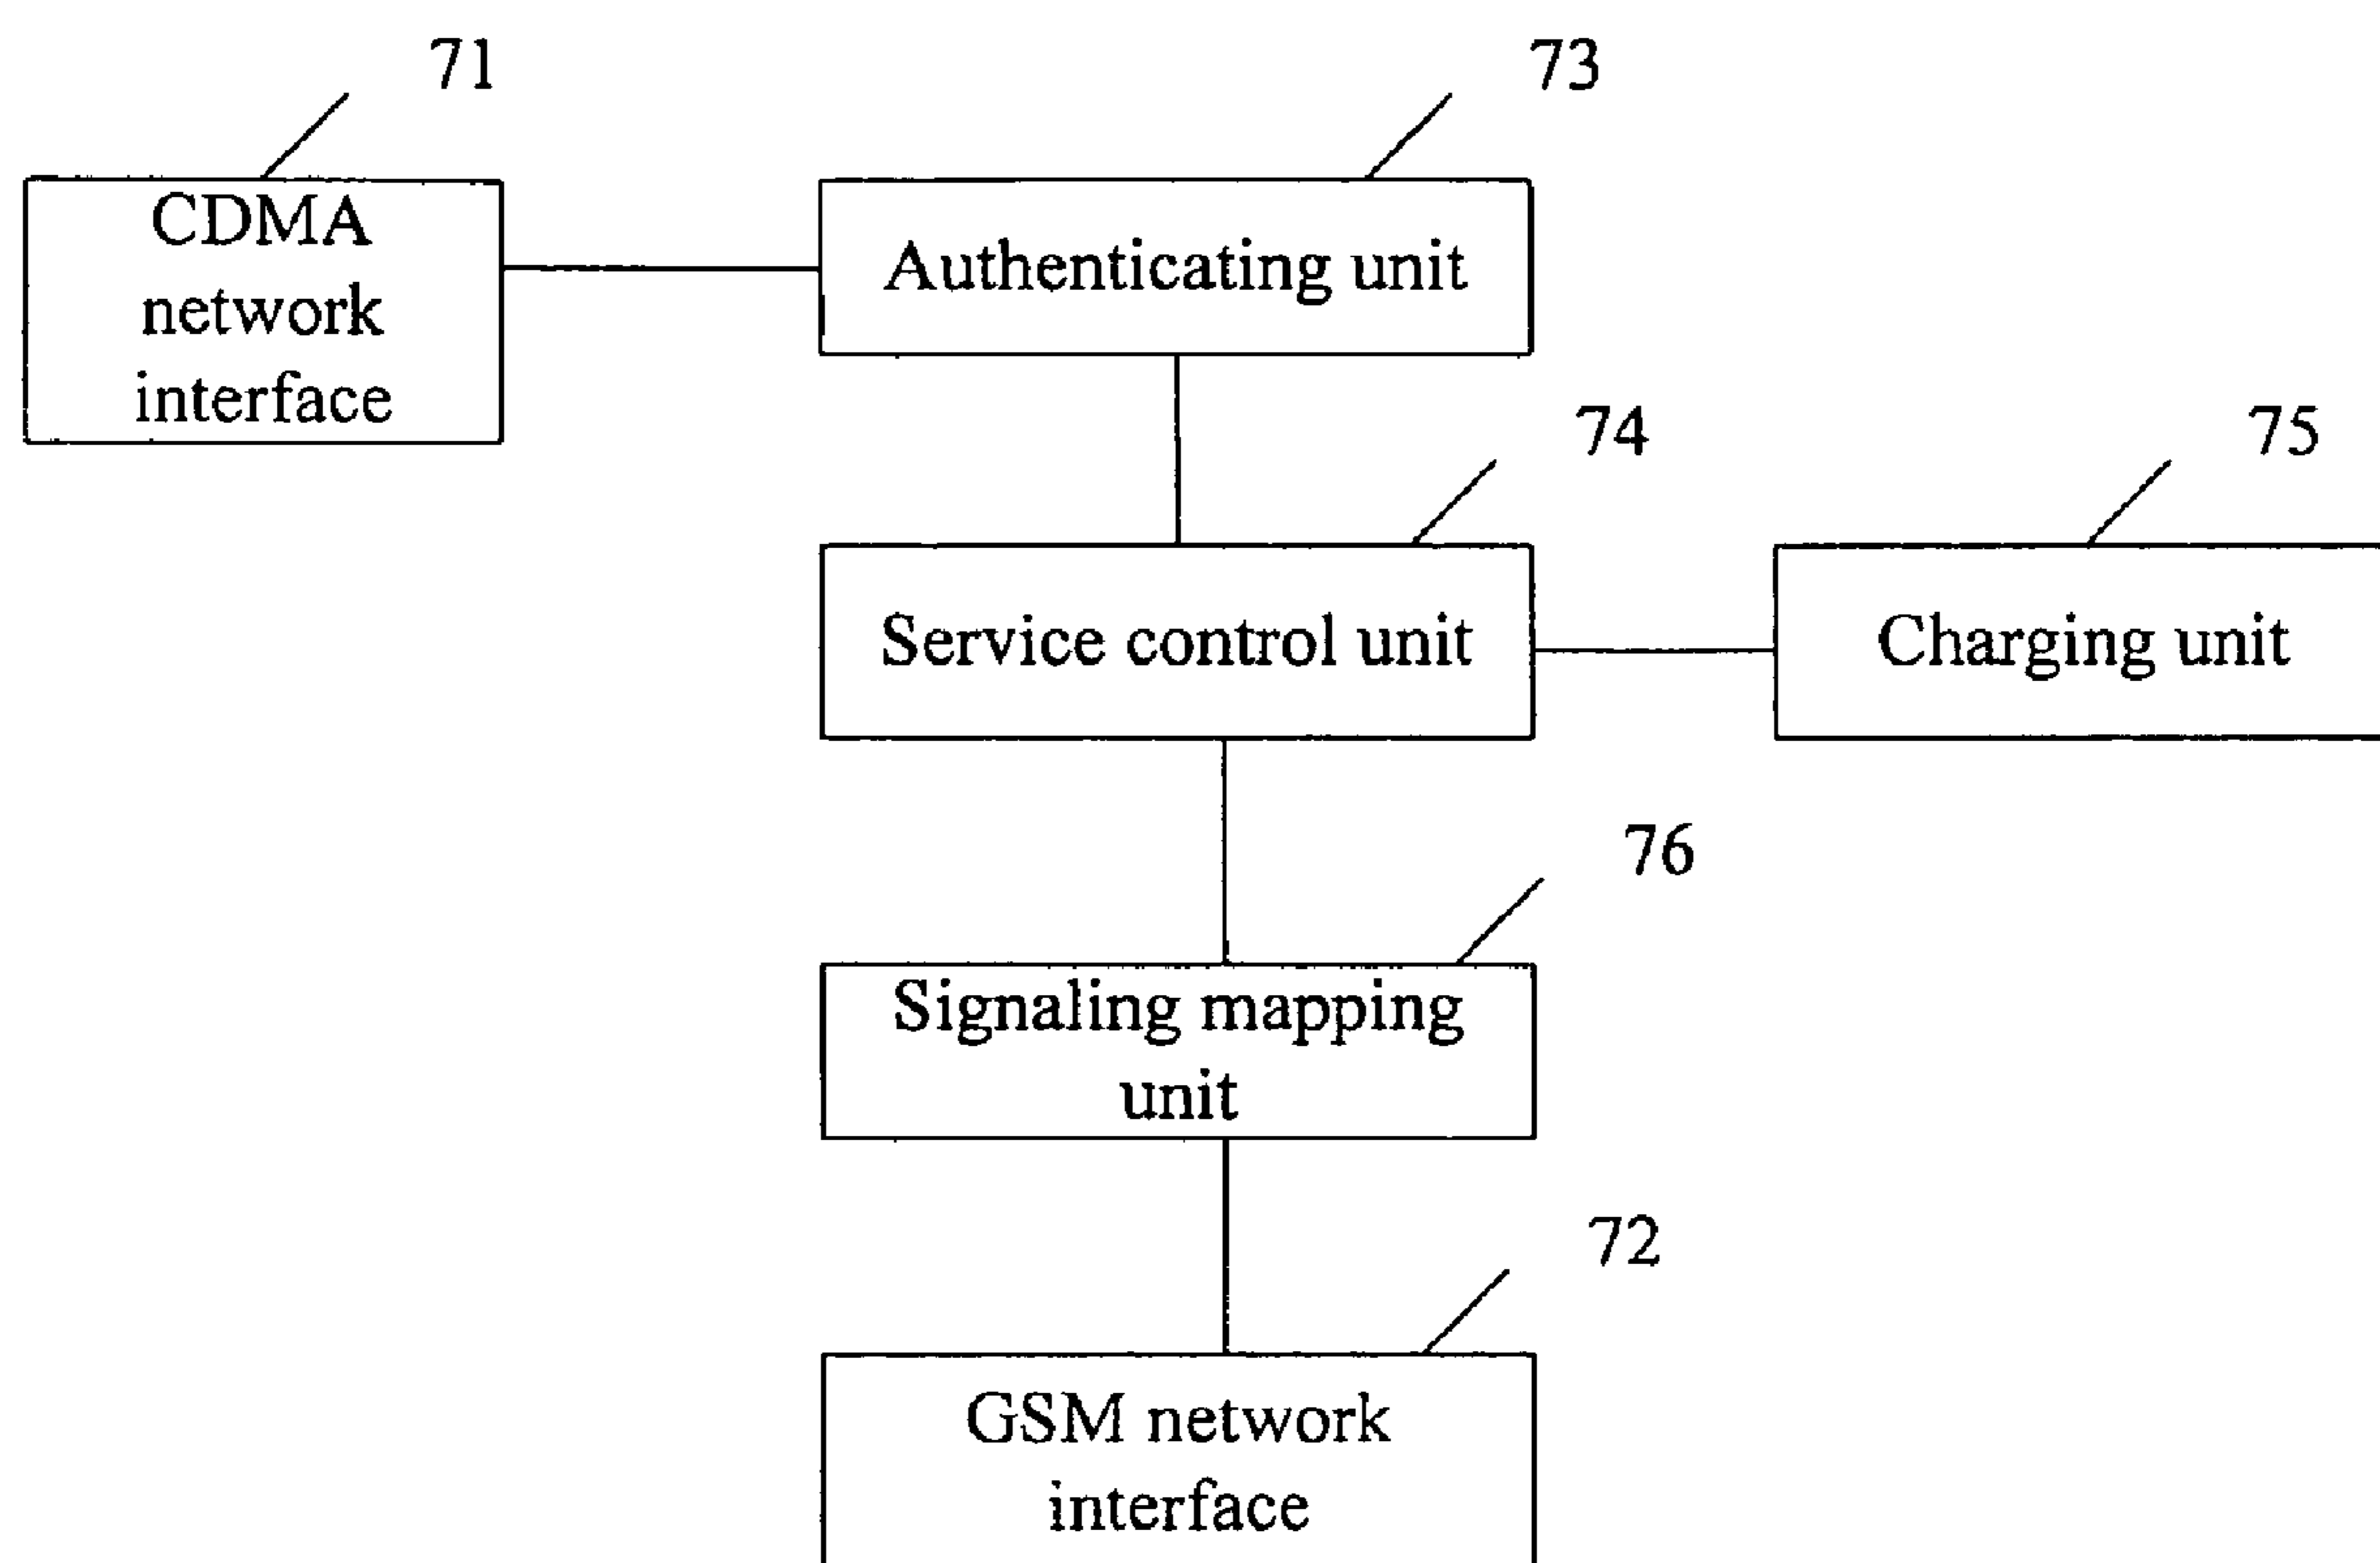 71
73
CDMA
network
interface
Authenticating unit
74
75
Service control unit
Charging unit
76
Signaling mapping
unit
72
GSM network
interface